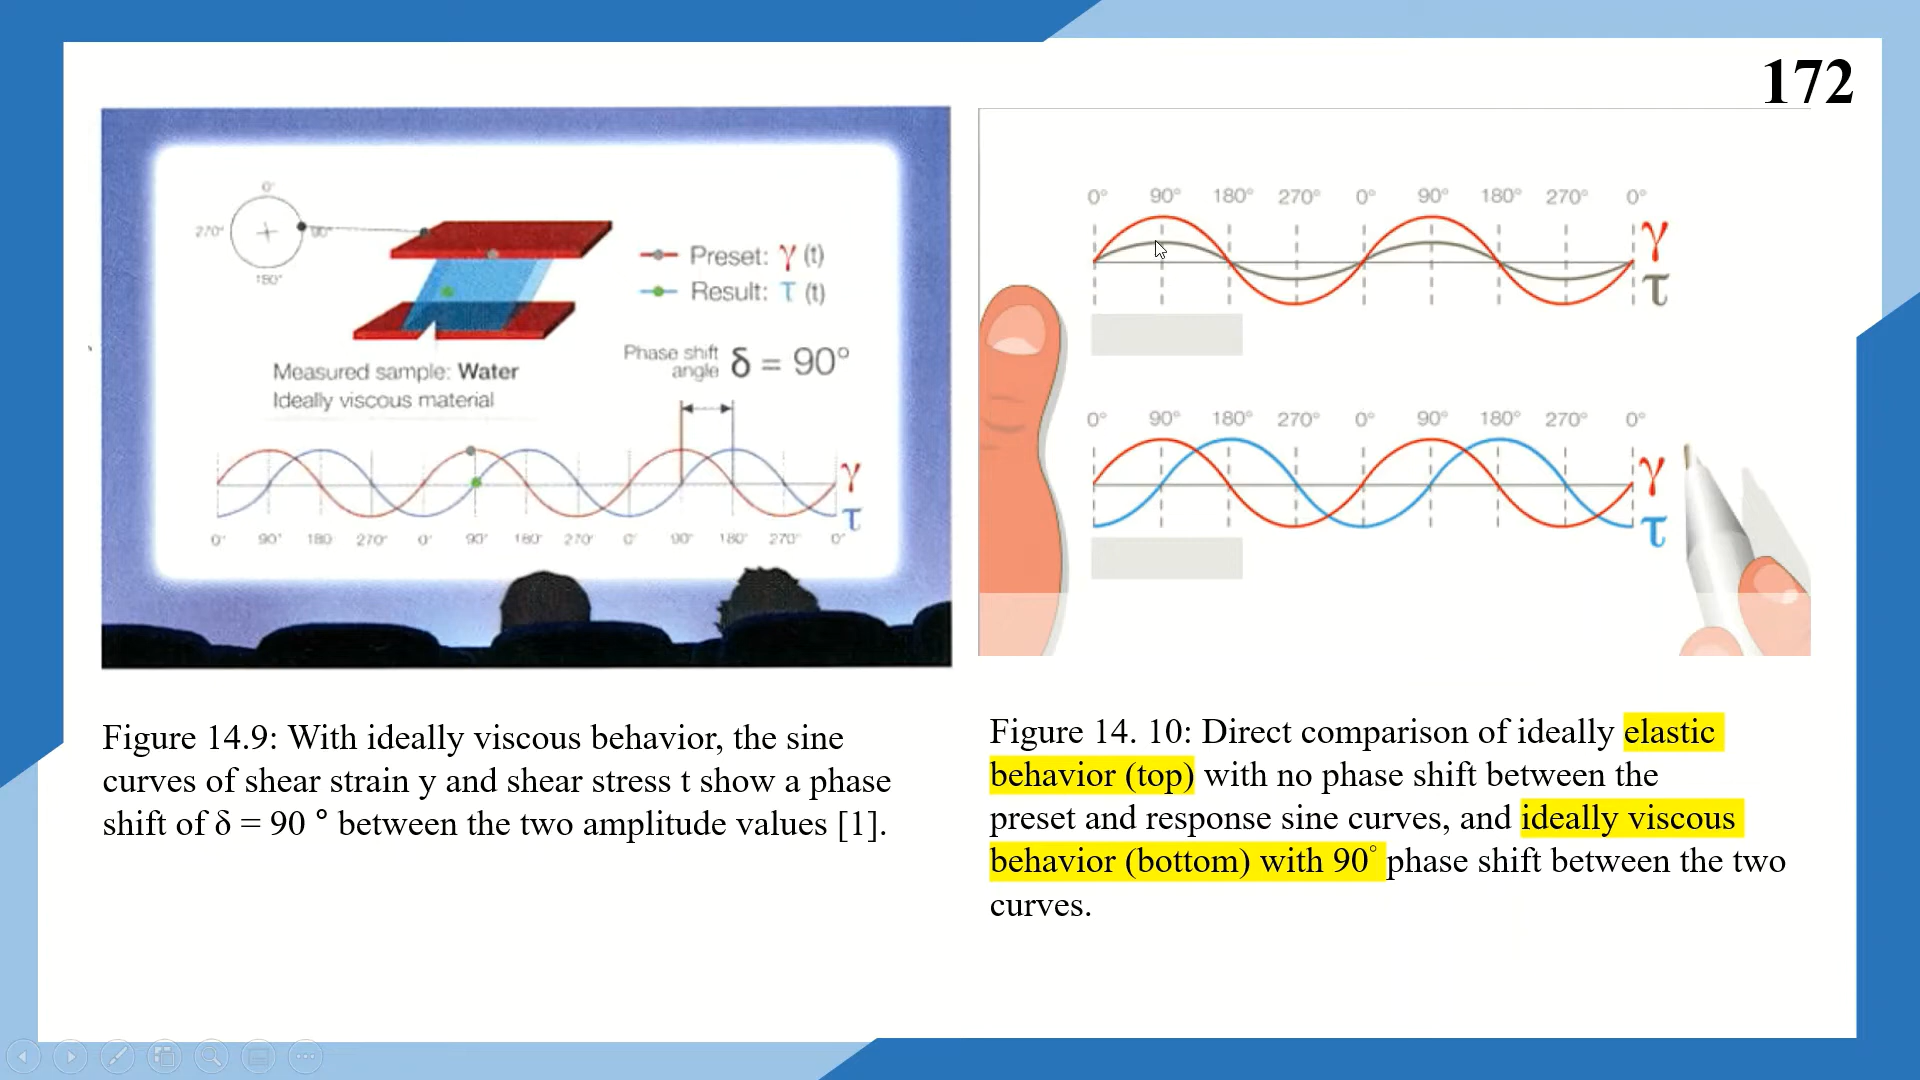 172
0°
270°
90°
180°
Preset: γ (t)
Result: τ (t)
Phase shift
angle δ = 90°
Measured sample: Water
Ideally viscous material
γ
τ
0° 90° 180° 270° 0° 90° 180° 270° 0° 90° 180° 270° 0°
0° 90° 180° 270° 0° 90° 180° 270° 0°
γ
τ
0° 90° 180° 270° 0° 90° 180° 270° 0°
γ
τ
Figure 14.9: With ideally viscous behavior, the sine
curves of shear strain y and shear stress t show a phase
shift of δ = 90 ° between the two amplitude values [1].
Figure 14. 10: Direct comparison of ideally elastic
behavior (top) with no phase shift between the
preset and response sine curves, and ideally viscous
behavior (bottom) with 90° phase shift between the two
curves.